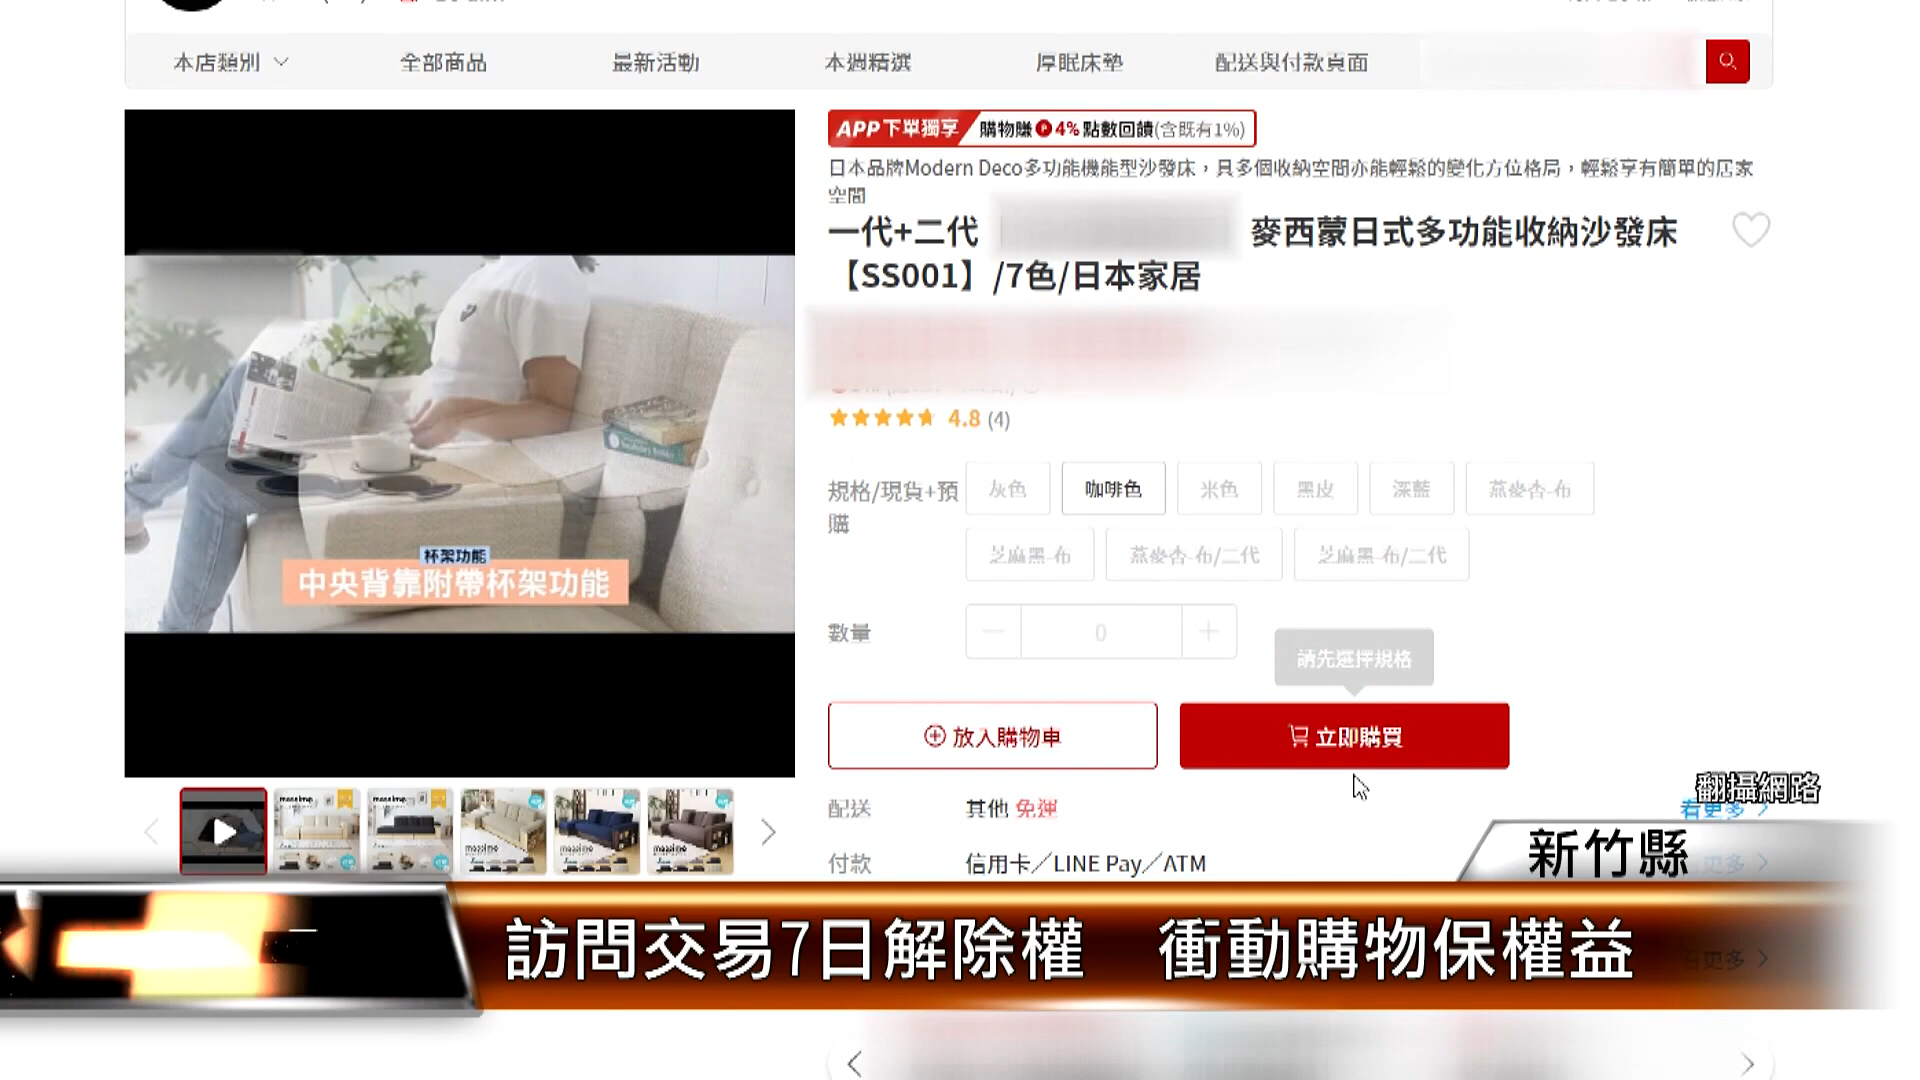 本店類別
全部商品
最新活動
本週精選
厚眠床墊
配送與付款頁面
APP下單獨享 購物賺 P 4% 點數回饋(含既有1%)
日本品牌Modern Deco多功能機能型沙發床，具多個收納空間亦能輕鬆的變化方位格局，輕鬆享有簡單的居家
空間
一代+二代 麥西蒙日式多功能收納沙發床
【SS001】/7色/日本家居
4.8 (4)
規格/現貨+預
購
灰色
咖啡色
米色
黑皮
深藍
燕麥杏-布
芝麻黑-布
燕麥杏-布/二代
芝麻黑-布/二代
數量
0
請先選擇規格
放入購物車
立即購買
杯架功能
中央背靠附帶杯架功能
massimo
massimo
massimo
massimo
massimo
配送
其他 免運
看更多
翻攝網路
付款
信用卡／LINE Pay／ATM
新竹縣
訪問交易7日解除權 衝動購物保權益